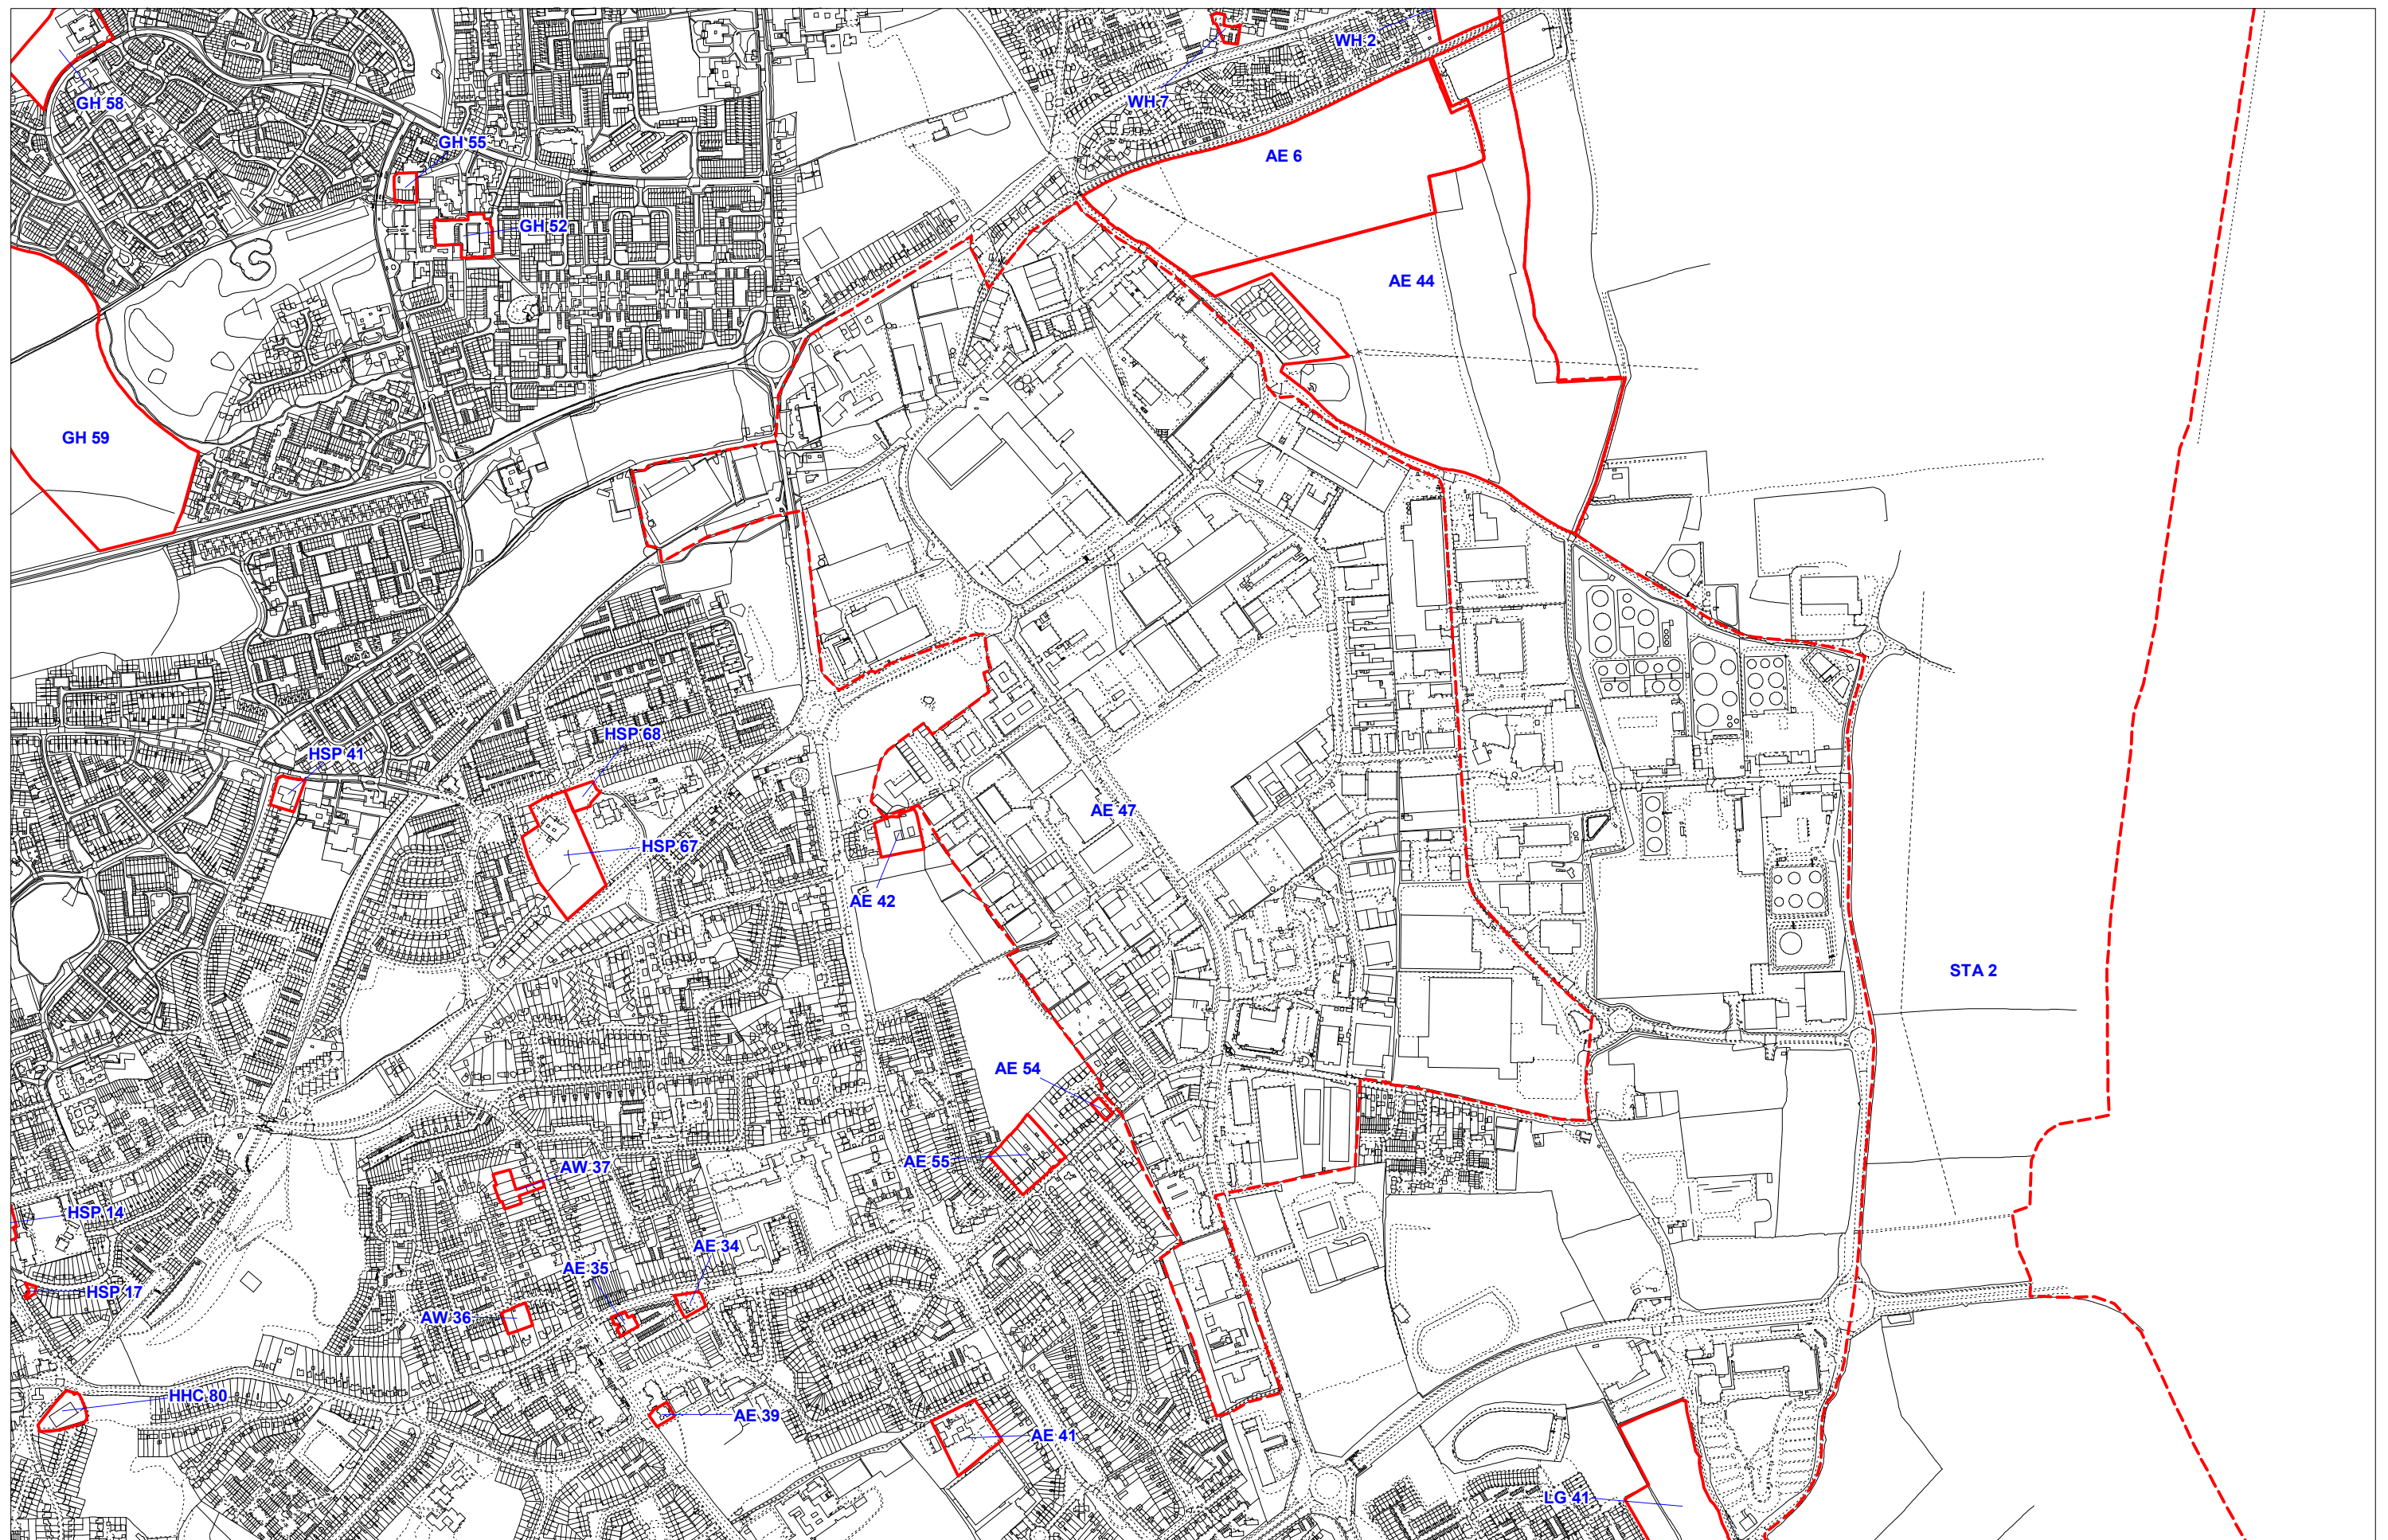 WH 2
GH 58
WH 7
GH 55
AE 6
GH 52
AE 44
GH 59
HSP 68
HSP 41
AE 47
HSP 67
AE 42
STA 2
AE 54
AE 55
AW 37
HSP 14
AE 34
AE 35
HSP 17
AW 36
HHC 80
AE 39
AE 41
LG 41